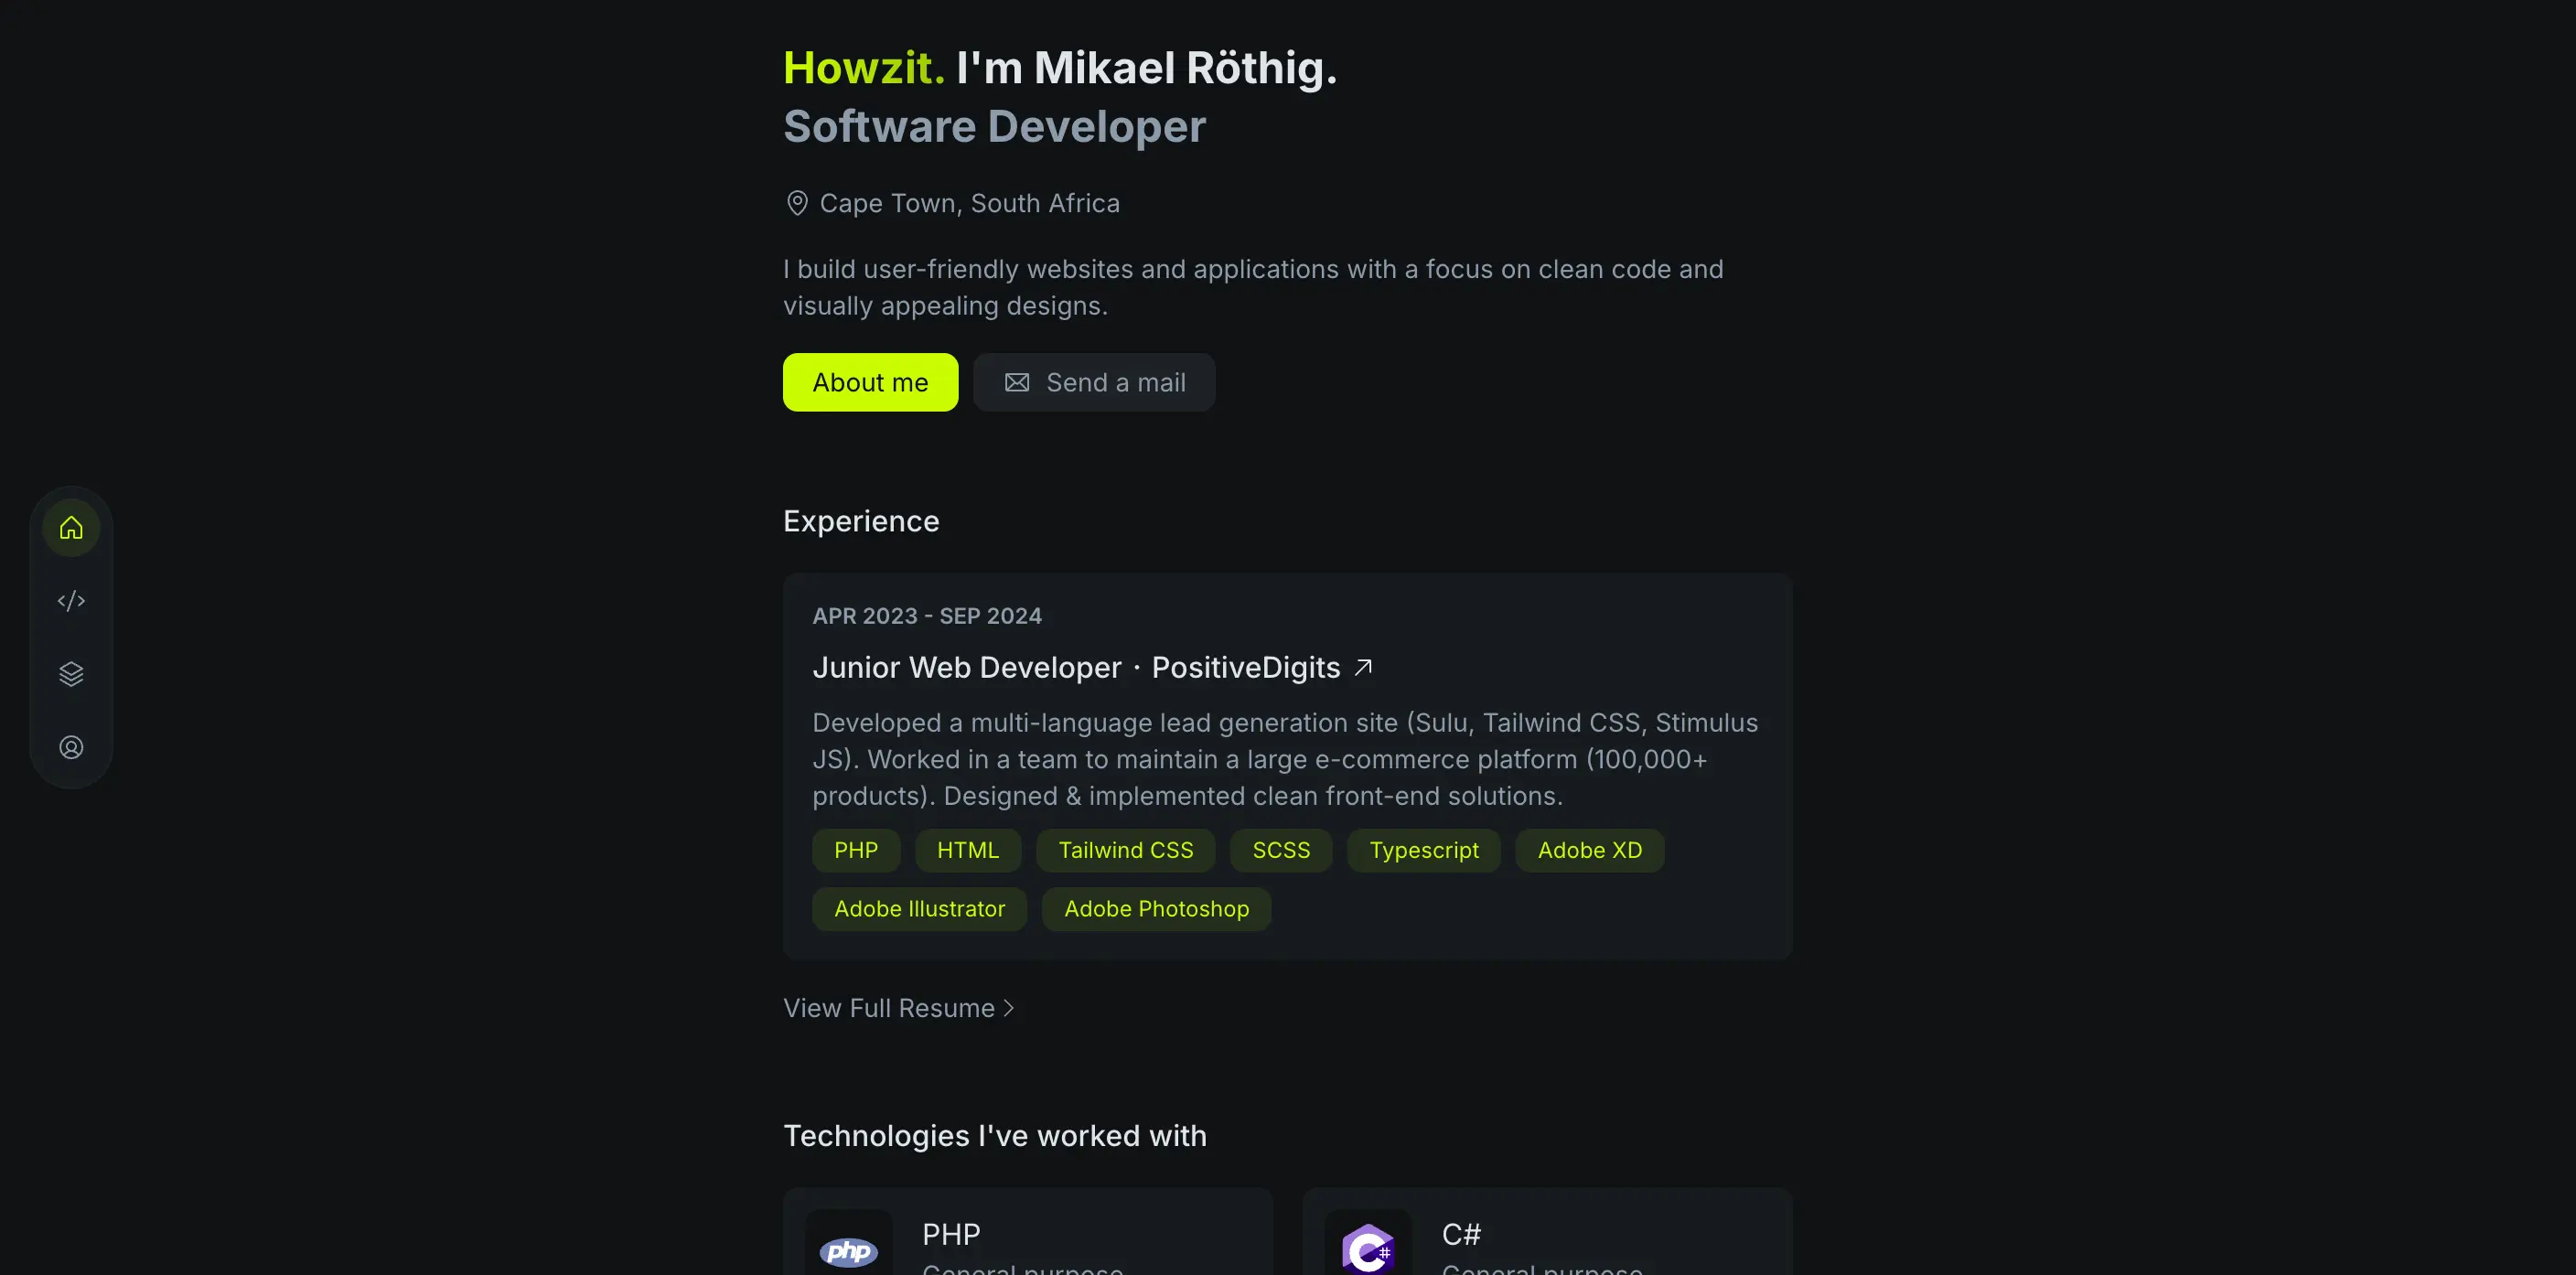 Howzit. I'm Mikael Röthig.
Software Developer
Cape Town, South Africa
I build user-friendly websites and applications with a focus on clean code and
visually appealing designs.
About me
Send a mail
Experience
APR 2023 - SEP 2024
Junior Web Developer · PositiveDigits
Developed a multi-language lead generation site (Sulu, Tailwind CSS, Stimulus
JS). Worked in a team to maintain a large e-commerce platform (100,000+
products). Designed & implemented clean front-end solutions.
PHP HTML Tailwind CSS SCSS Typescript Adobe XD
Adobe Illustrator Adobe Photoshop
View Full Resume
Technologies I've worked with
php PHP
General purpose
C# C#
General purpose